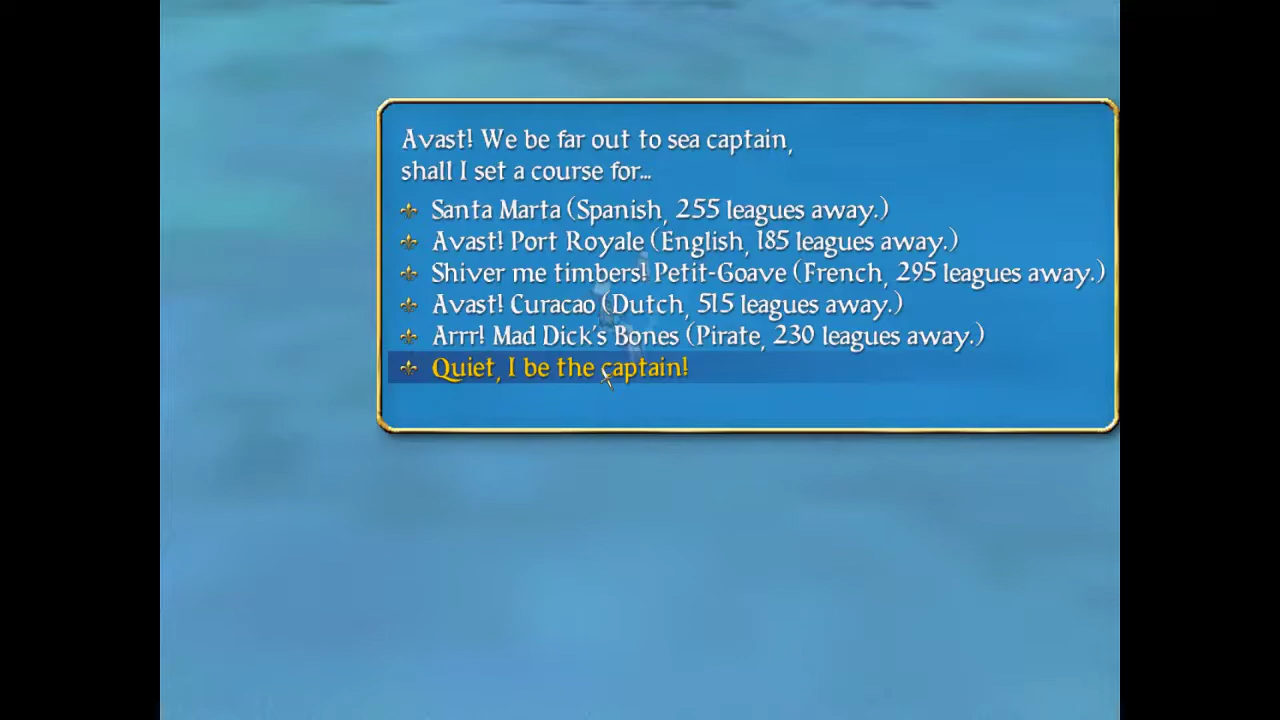 Avast! We be far out to sea captain,
shall I set a course for...
Santa Marta (Spanish, 255 leagues away.)
Avast! Port Royale (English, 185 leagues away.)
Shiver me timbers! Petit-Goave (French, 295 leagues away.)
Avast! Curacao (Dutch, 515 leagues away.)
Arrr! Mad Dick's Bones (Pirate, 230 leagues away.)
Quiet, I be the captain!